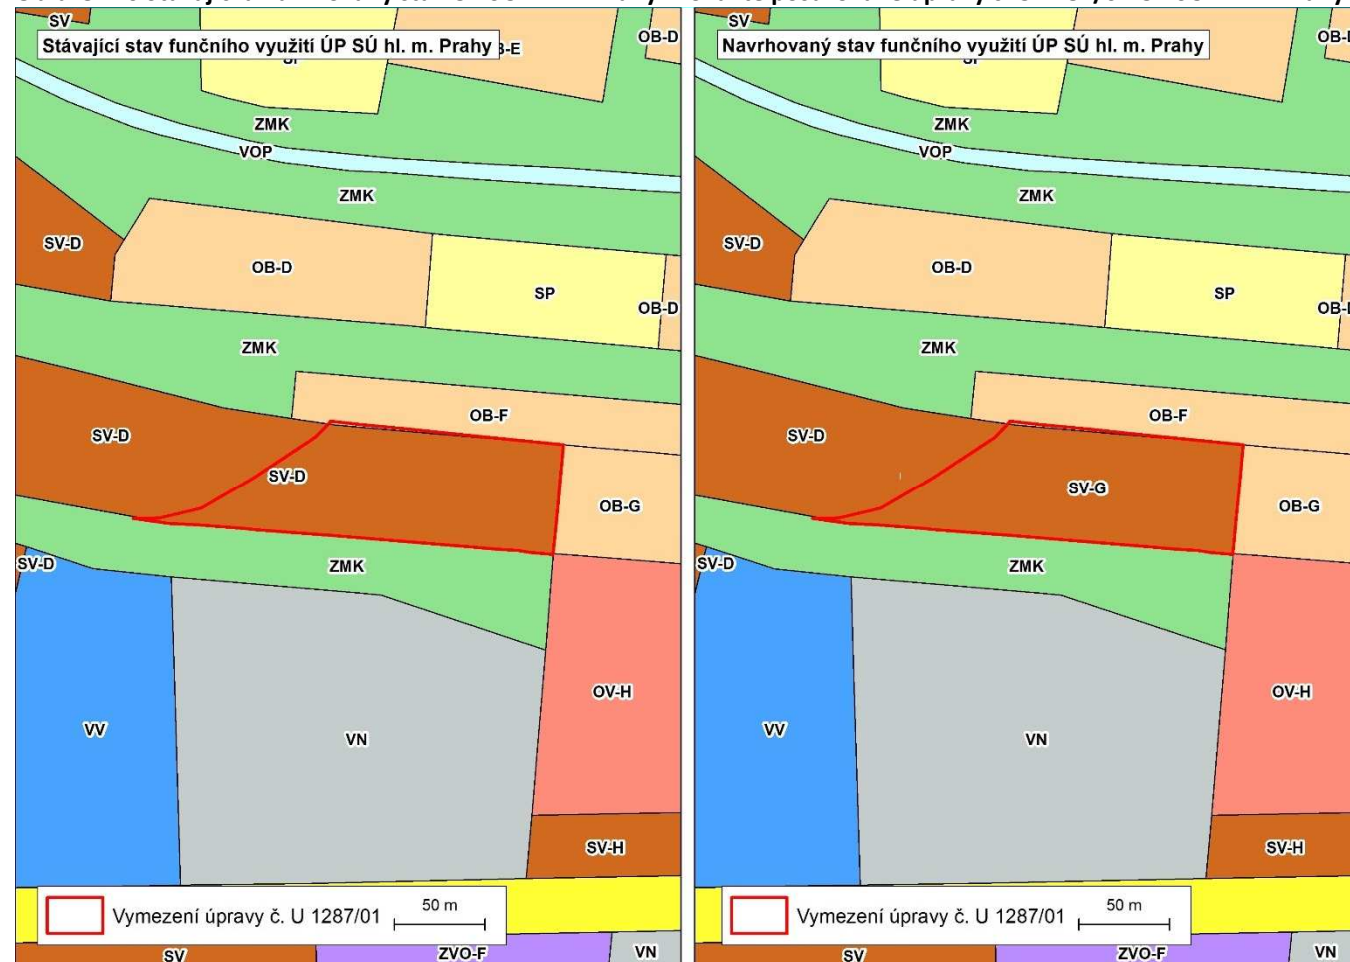 SV
Stávající stav funčního využití ÚP SÚ hl. m. Prahy
-E
OB-D
SP
ZMK
VOP
ZMK
SV-D
OB-D
SP
OB-D
ZMK
OB-F
SV-D
SV-D
OB-G
ZMK
SV-D
OV-H
VV
VN
SV-H
Vymezení úpravy č. U 1287/01
50 m
SV
ZVO-F
VN
SV
Navrhovaný stav funčního využití ÚP SÚ hl. m. Prahy
SP
ZMK
VOP
ZMK
SV-D
OB-D
SP
ZMK
OB-F
SV-D
SV-G
OB-G
ZMK
SV-D
OV-H
VV
VN
SV-H
Vymezení úpravy č. U 1287/01
50 m
SV
ZVO-F
VN